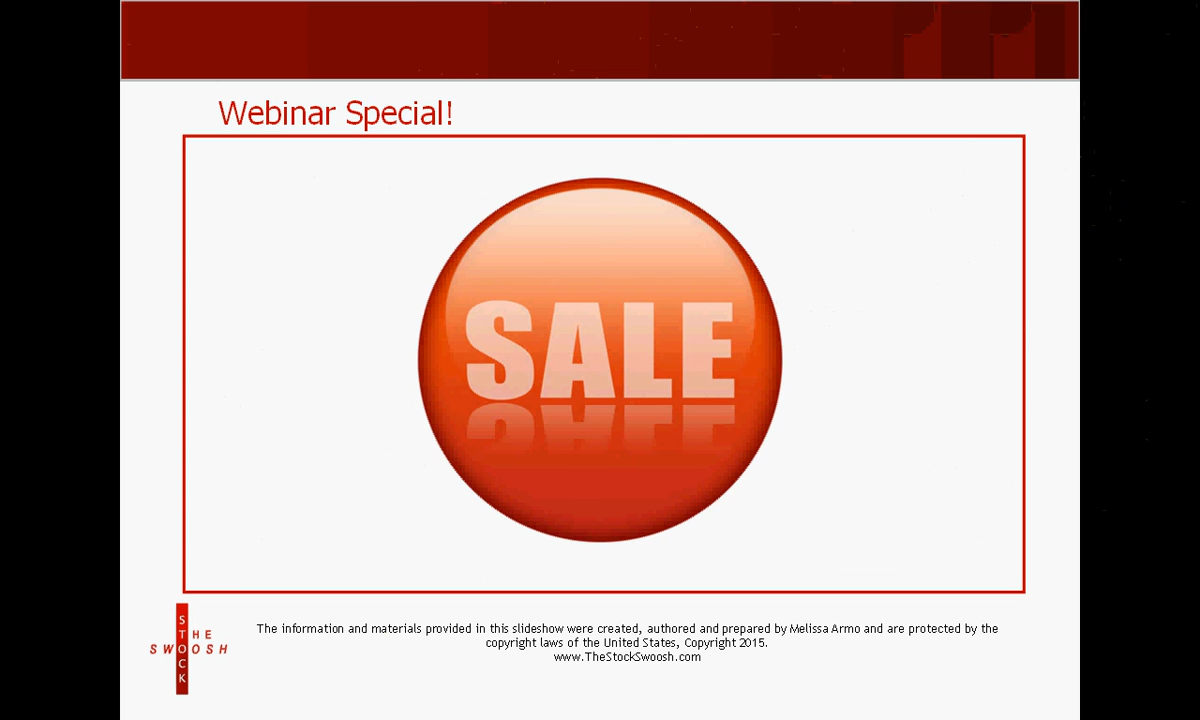 Webinar Special!
SALE
THE
STOCK
SWOOSH
The information and materials provided in this slideshow were created, authored and prepared by Melissa Armo and are protected by the
copyright laws of the United States, Copyright 2015.
www.TheStockSwoosh.com